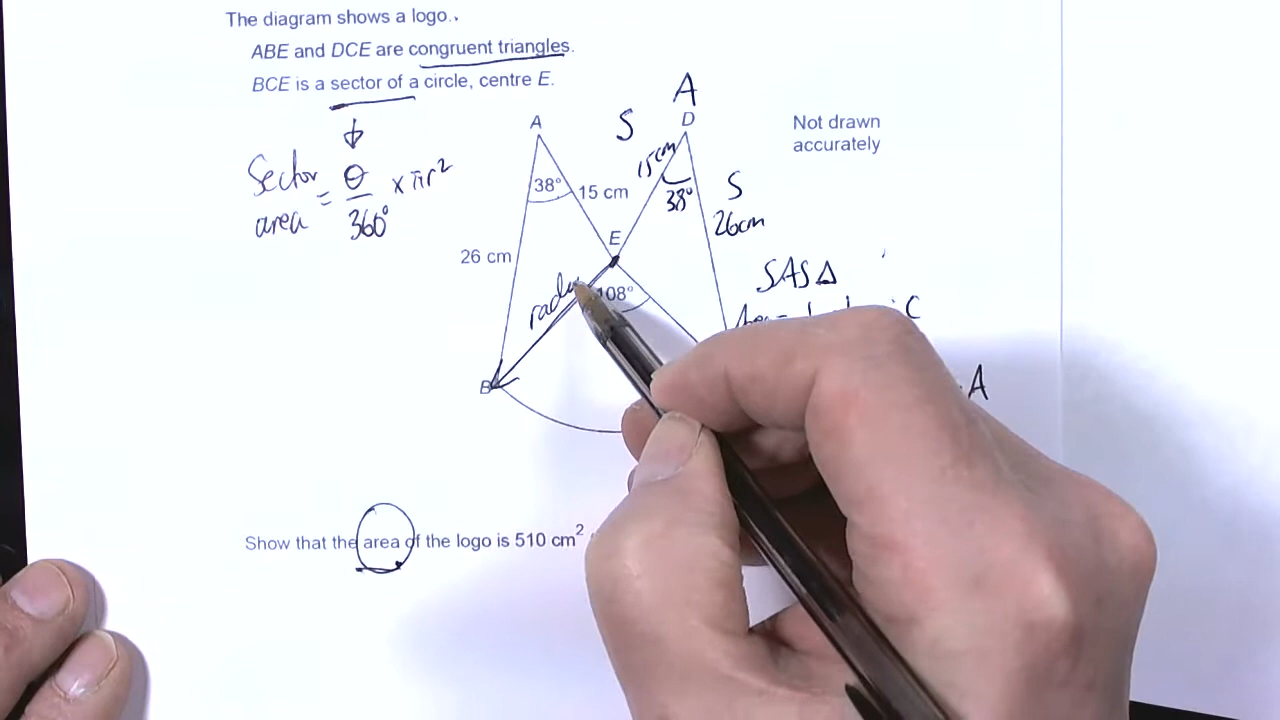 The diagram shows a logo.
ABE and DCE are congruent triangles.
BCE is a sector of a circle, centre E.
Sector area = θ/360° × πr²
A
S
A
D
Not drawn
accurately
38°
15 cm
15cm
38°
S
26cm
E
26 cm
108°
SAS Δ
C
B
A
Show that the area of the logo is 510 cm²